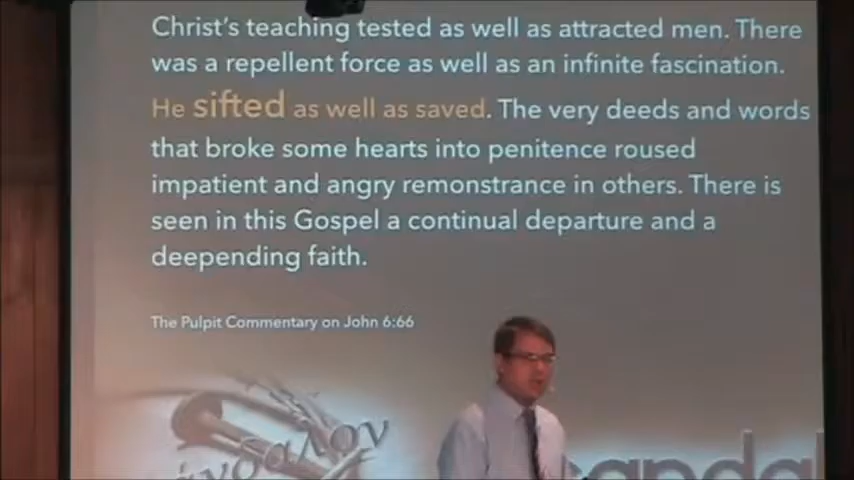 Christ's teaching tested as well as attracted men. There
was a repellent force as well as an infinite fascination.
He sifted as well as saved. The very deeds and words
that broke some hearts into penitence roused
impatient and angry remonstrance in others. There is
seen in this Gospel a continual departure and a
deepending faith.
The Pulpit Commentary on John 6:66